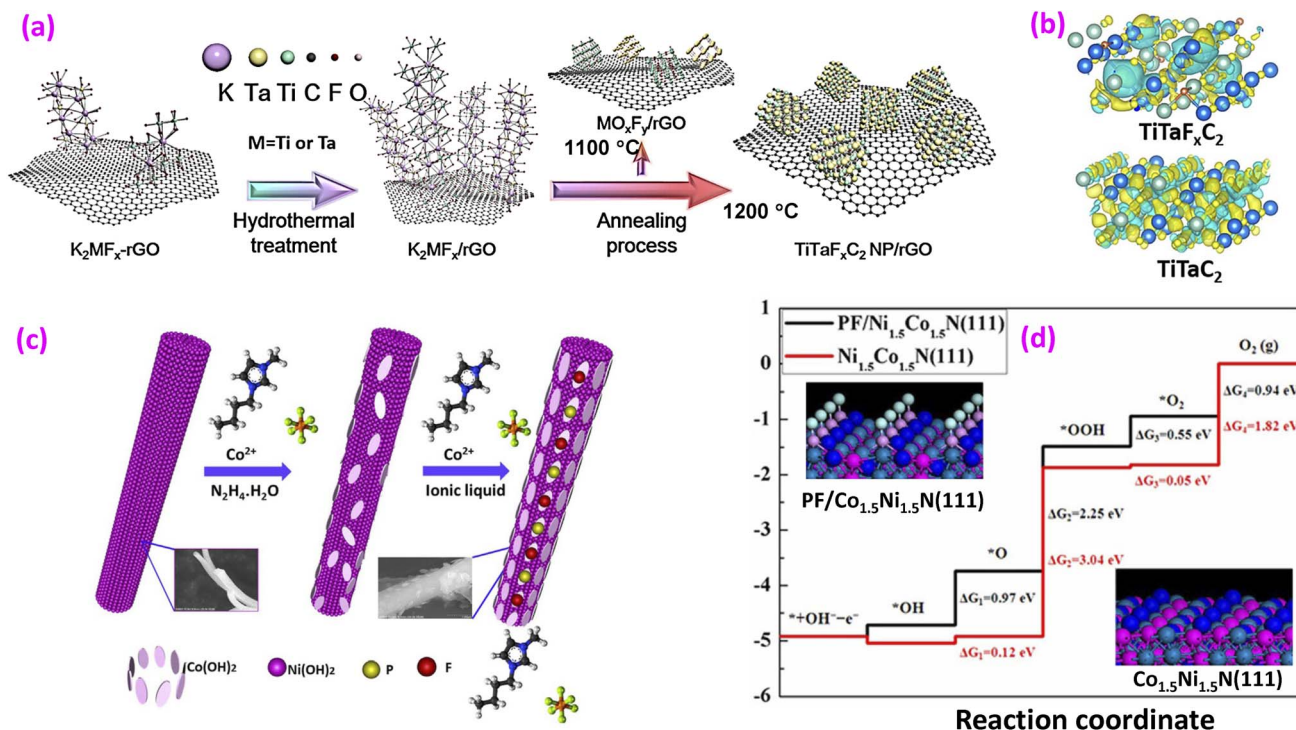 (a)
K Ta Ti C F O
M=Ti or Ta
Hydrothermal
treatment
K₂MFₓ-rGO
K₂MFₓ/rGO
MOₓFᵧ/rGO
1100 °C
Annealing
process
1200 °C
TiTaFₓC₂ NP/rGO
(b)
TiTaFₓC₂
TiTaC₂
(c)
Co²⁺
N₂H₄.H₂O
Co²⁺
Ionic liquid
Co(OH)2
Ni(OH)₂
P
F
(d)
1
0
-1
-2
-3
-4
-5
-6
PF/Ni₁.₅Co₁.₅N(111)
Ni₁.₅Co₁.₅N(111)
PF/Co₁.₅Ni₁.₅N(111)
*+OH⁻−e⁻
*OH
*O
*OOH
*O₂
O₂ (g)
ΔG₄=0.94 eV
ΔG₄=1.82 eV
ΔG₃=0.55 eV
ΔG₃=0.05 eV
ΔG₂=2.25 eV
ΔG₂=3.04 eV
ΔG₁=0.97 eV
ΔG₁=0.12 eV
Co₁.₅Ni₁.₅N(111)
Reaction coordinate